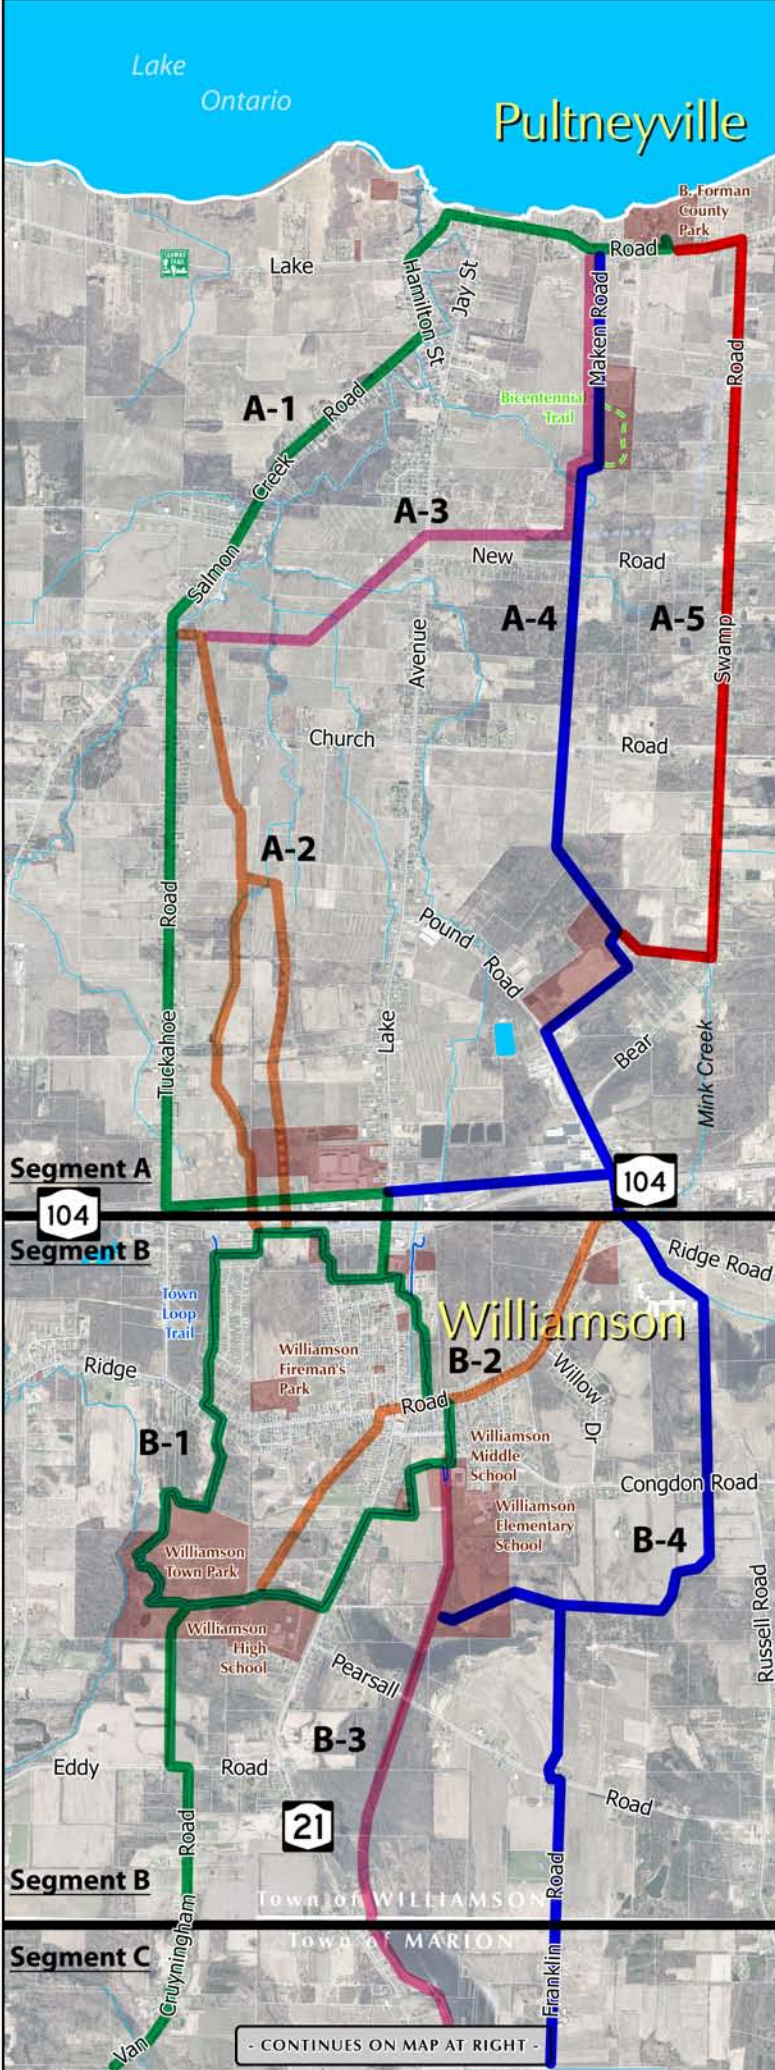 Lake
Ontario
Pultneyville
B. Forman
County
Park
Road
Lake
Hamilton St
Jay St
Maken Road
Road
A-1
Road
Creek
Salmon
Bicentennia
Trail
A-3
New
Road
A-4
A-5
Swamp
Avenue
Church
Road
A-2
Road
Pound
Road
Tuckahoe
Lake
Bear
Mink Creek
Segment A
104
104
Segment B
Ridge Road
Town
Loop
Trail
Williamson
Williamson
Fireman's
Park
B-2
Ridge
Willow
Dr
Road
B-1
Williamson
Middle
School
Congdon Road
Williamson
Elementary
School
B-4
Williamson
Town Park
Russell Road
Williamson
High
School
Pearsall
B-3
Eddy
Road
Road
21
Road
Segment B
Town of WILLIAMSON
Town of MARION
Segment C
Cruyningham
Franklin
Van
- CONTINUES ON MAP AT RIGHT -